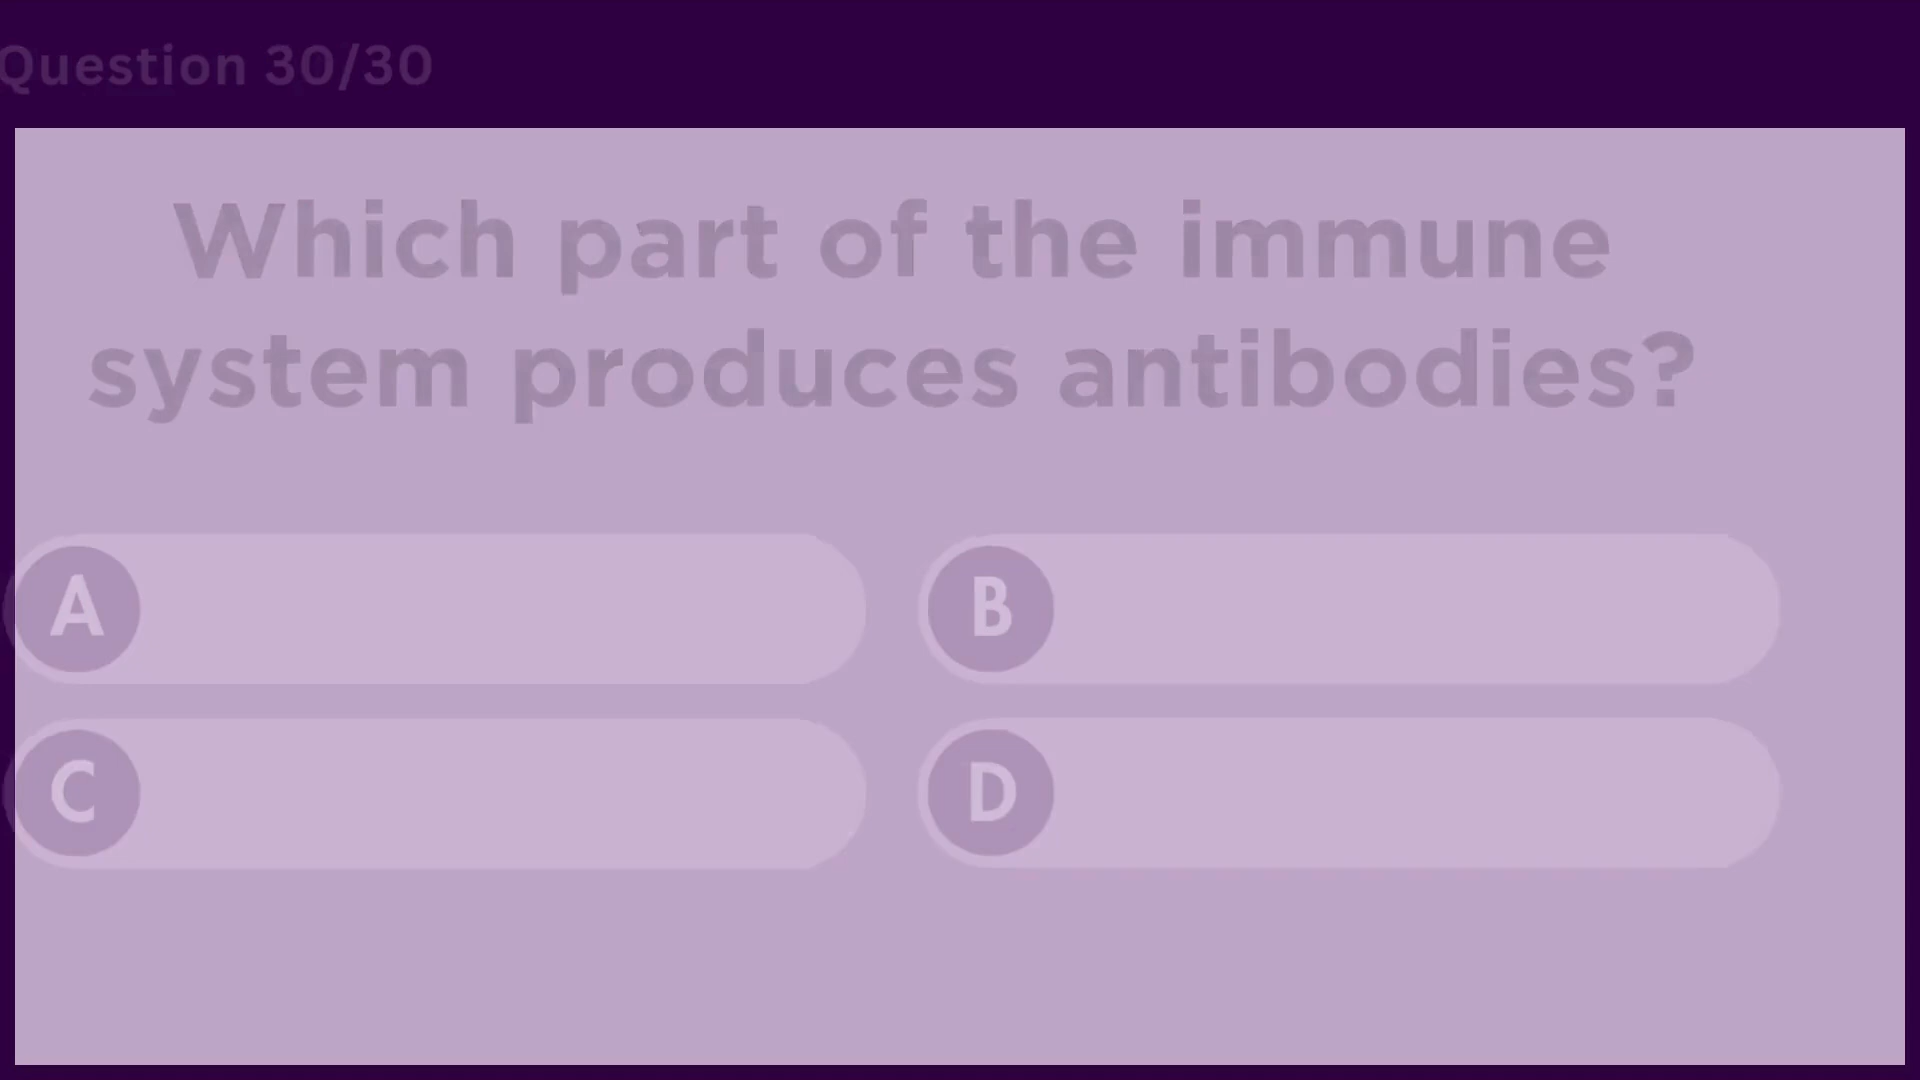 Question 30/30
Which part of the immune
system produces antibodies?
A
B
C
D